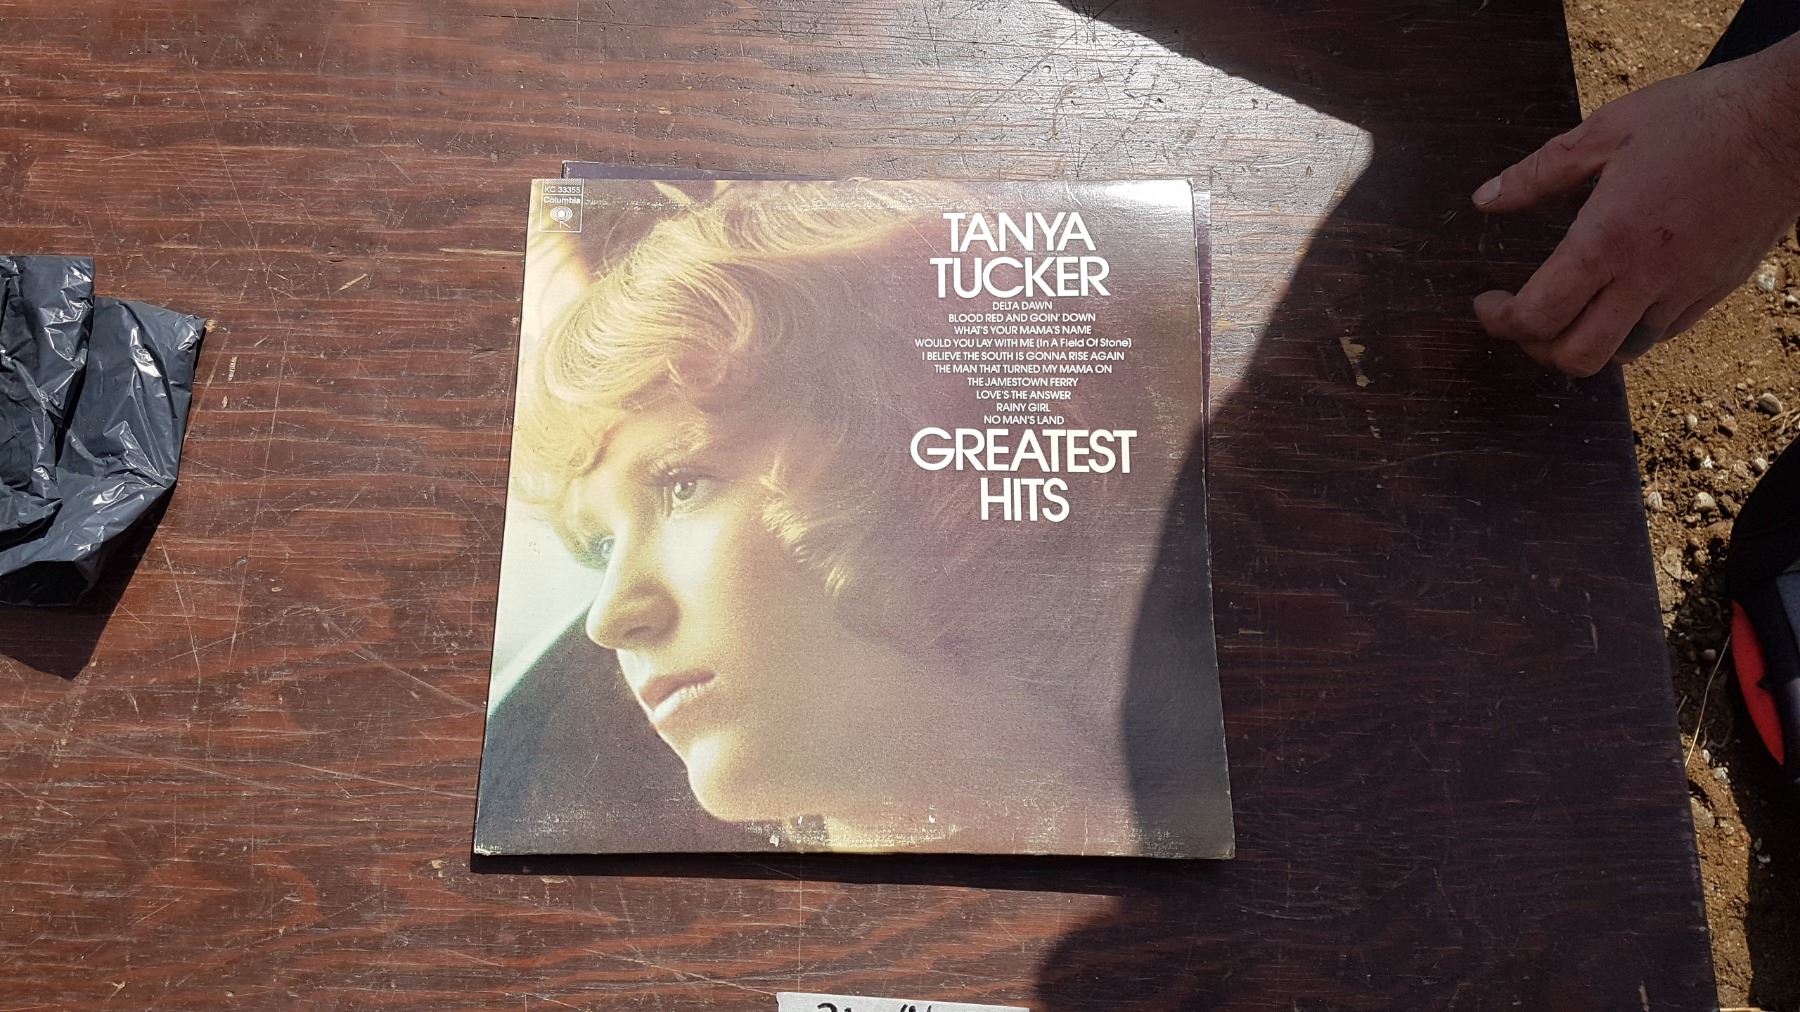 KC 33355
Columbia
TANYA
TUCKER
DELTA DAWN
BLOOD RED AND GOIN' DOWN
WHAT'S YOUR MAMA'S NAME
WOULD YOU LAY WITH ME (In A Field Of Stone)
I BELIEVE THE SOUTH IS GONNA RISE AGAIN
THE MAN THAT TURNED MY MAMA ON
THE JAMESTOWN FERRY
LOVE'S THE ANSWER
RAINY GIRL
NO MAN'S LAND
GREATEST
HITS